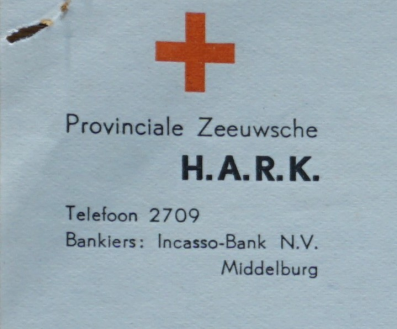 Provinciale Zeeuwsche
H.A.R.K.
Telefoon 2709
Bankiers: Incasso-Bank N.V.
Middelburg